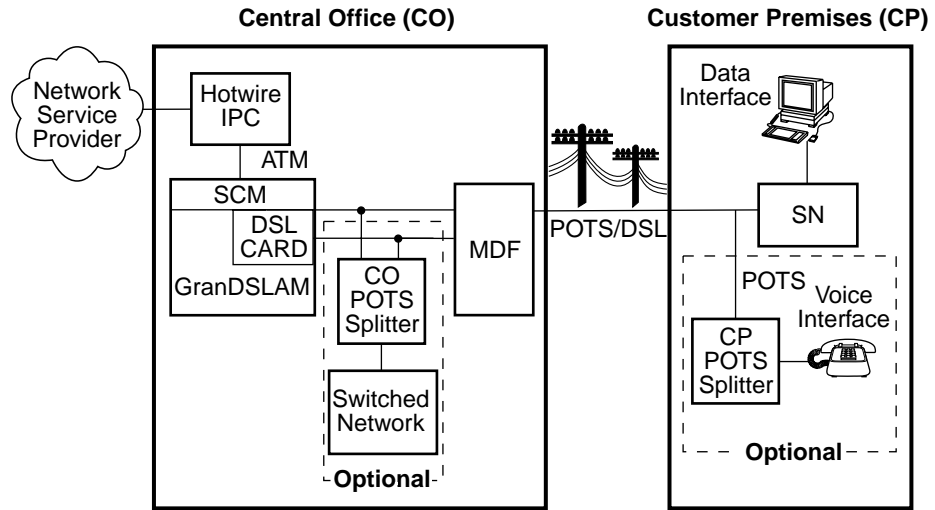 Central Office (CO)
Customer Premises (CP)
Network
Service
Provider
Hotwire
IPC
ATM
SCM
DSL
CARD
GranDSLAM
CO
POTS
Splitter
Switched
Network
Optional
MDF
POTS/DSL
Data
Interface
SN
POTS
CP
POTS
Splitter
Voice
Interface
Optional